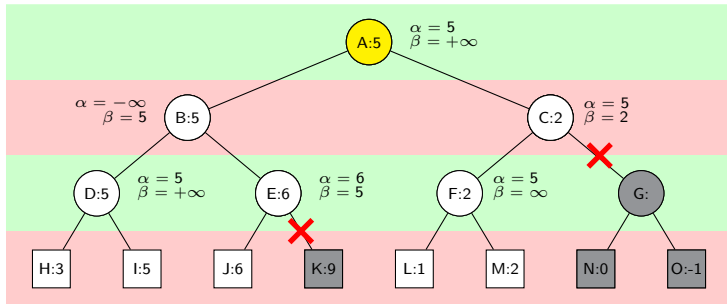 A:5
α = 5
β = +∞
α = −∞
β = 5
B:5
C:2
α = 5
β = 2
D:5
α = 5
β = +∞
E:6
α = 6
β = 5
F:2
α = 5
β = ∞
G:
H:3
I:5
J:6
K:9
L:1
M:2
N:0
O:-1